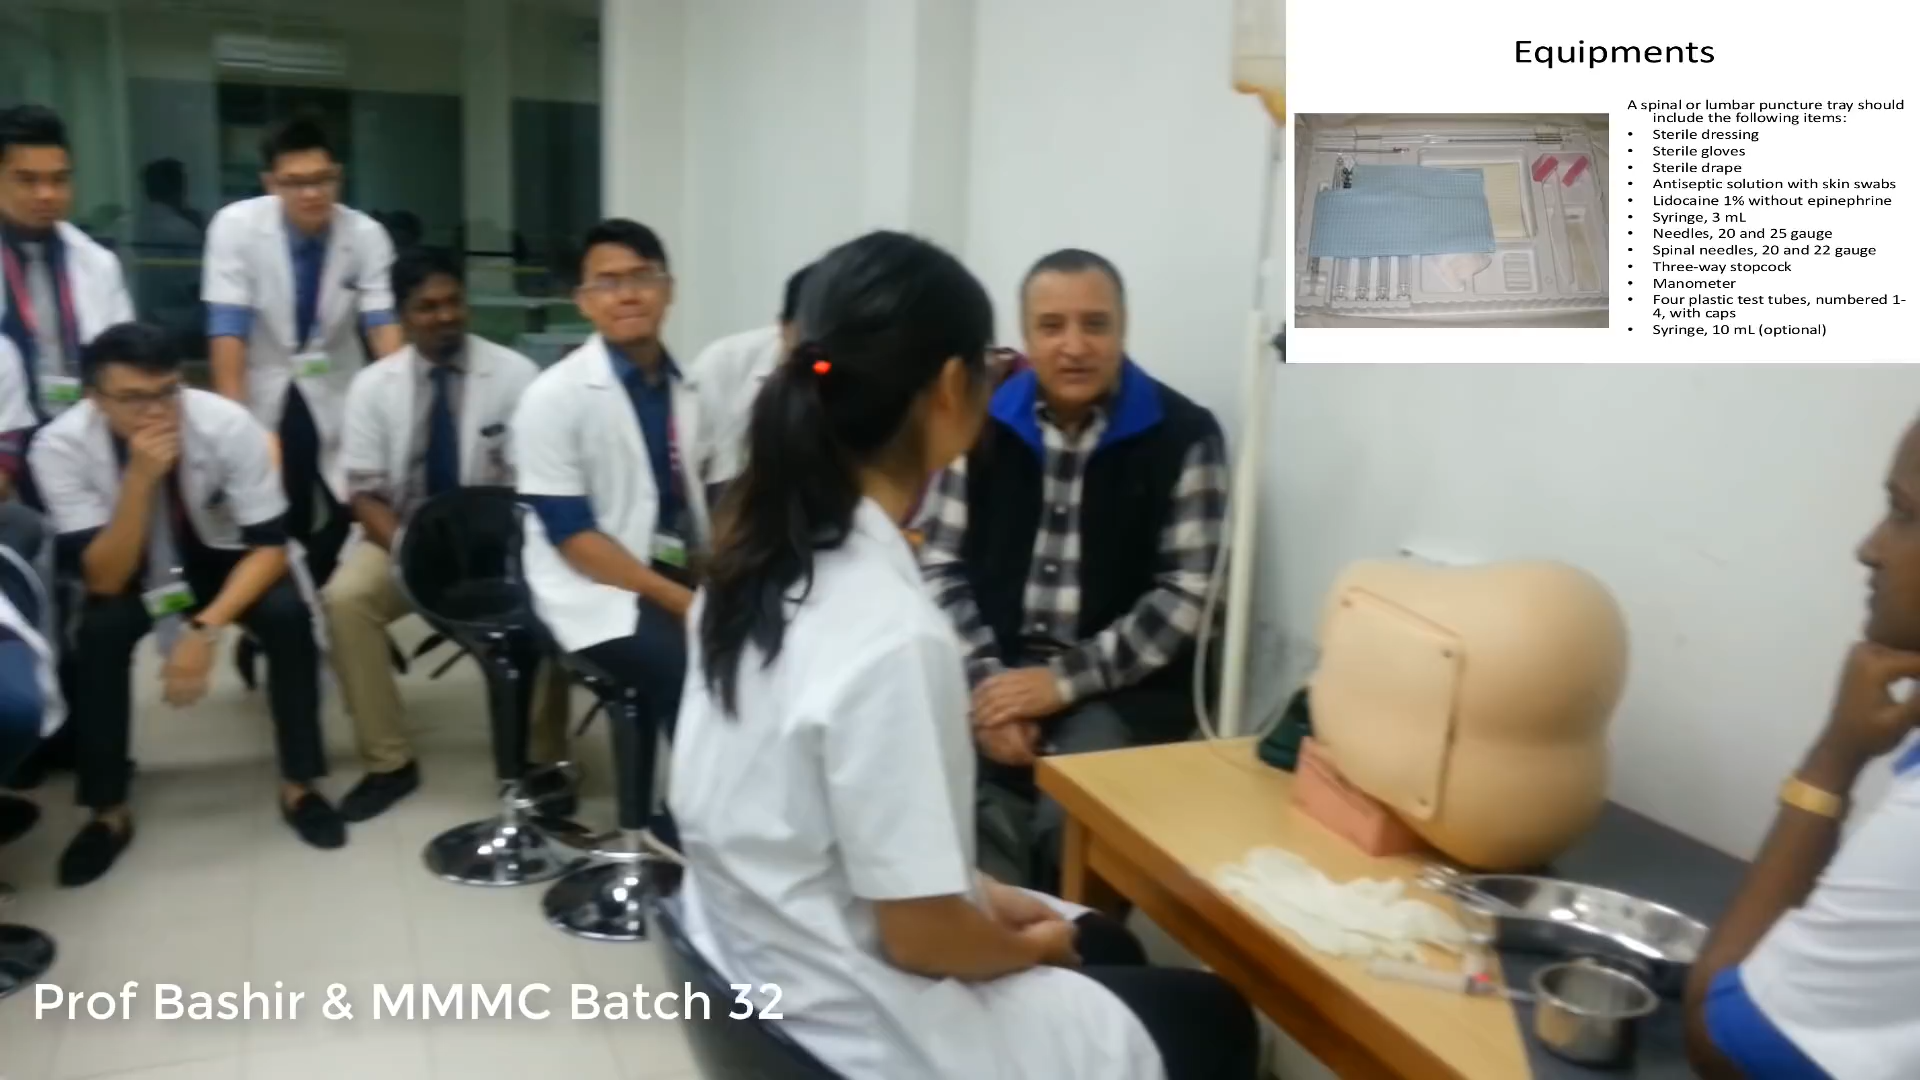 Equipments
A spinal or lumbar puncture tray should
include the following items:
• Sterile dressing
• Sterile gloves
• Sterile drape
• Antiseptic solution with skin swabs
• Lidocaine 1% without epinephrine
• Syringe, 3 mL
• Needles, 20 and 25 gauge
• Spinal needles, 20 and 22 gauge
• Three-way stopcock
• Manometer
• Four plastic test tubes, numbered 1-
4, with caps
• Syringe, 10 mL (optional)
Prof Bashir & MMMC Batch 32